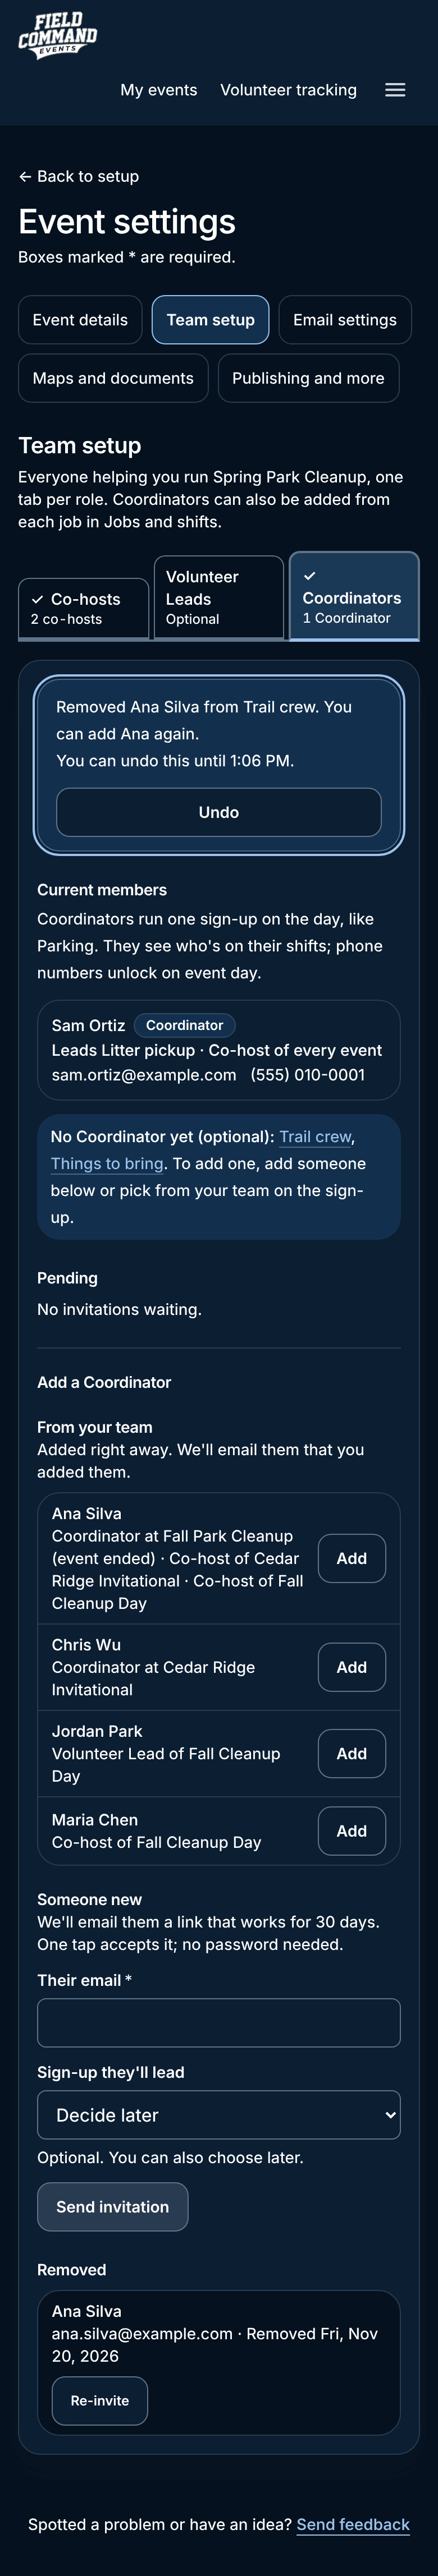 FIELD
COMMAND
EVENTS
My events Volunteer tracking
← Back to setup
Event settings
Boxes marked * are required.
Event details Team setup Email settings
Maps and documents Publishing and more
Team setup
Everyone helping you run Spring Park Cleanup, one
tab per role. Coordinators can also be added from
each job in Jobs and shifts.
✓ Co-hosts
2 co-hosts
Volunteer
Leads
Optional
✓
Coordinators
1 Coordinator
Removed Ana Silva from Trail crew. You
can add Ana again.
You can undo this until 1:06 PM.
Undo
Current members
Coordinators run one sign-up on the day, like
Parking. They see who's on their shifts; phone
numbers unlock on event day.
Sam Ortiz Coordinator
Leads Litter pickup · Co-host of every event
sam.ortiz@example.com (555) 010-0001
No Coordinator yet (optional): Trail crew,
Things to bring. To add one, add someone
below or pick from your team on the sign-
up.
Pending
No invitations waiting.
Add a Coordinator
From your team
Added right away. We'll email them that you
added them.
Ana Silva
Coordinator at Fall Park Cleanup
(event ended) · Co-host of Cedar
Ridge Invitational · Co-host of Fall
Cleanup Day
Add
Chris Wu
Coordinator at Cedar Ridge
Invitational
Add
Jordan Park
Volunteer Lead of Fall Cleanup
Day
Add
Maria Chen
Co-host of Fall Cleanup Day
Add
Someone new
We'll email them a link that works for 30 days.
One tap accepts it; no password needed.
Their email *
Sign-up they'll lead
Decide later
Optional. You can also choose later.
Send invitation
Removed
Ana Silva
ana.silva@example.com · Removed Fri, Nov
20, 2026
Re-invite
Spotted a problem or have an idea? Send feedback